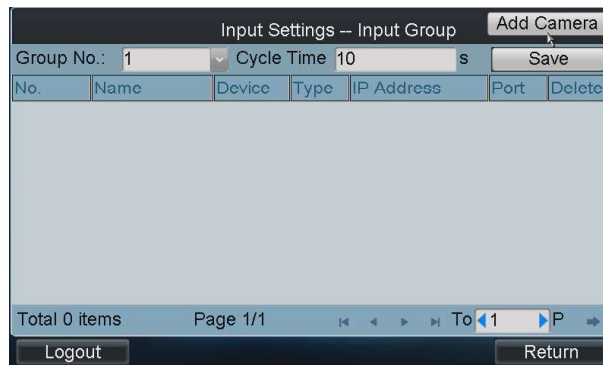 Input Settings -- Input Group Add Camera
Group No.: 1 Cycle Time 10 s Save
No. Name Device Type IP Address Port Delete
Total 0 items Page 1/1 To 1 P
Logout Return